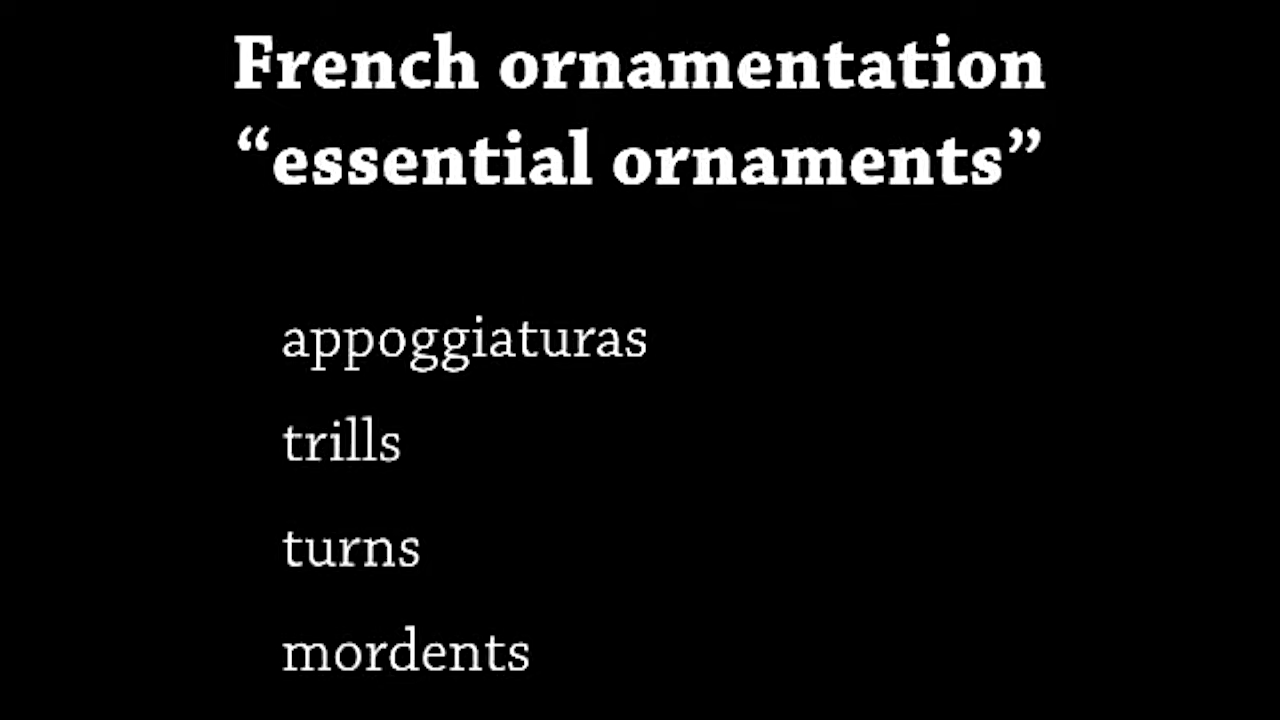 French ornamentation
“essential ornaments”
appoggiaturas
trills
turns
mordents